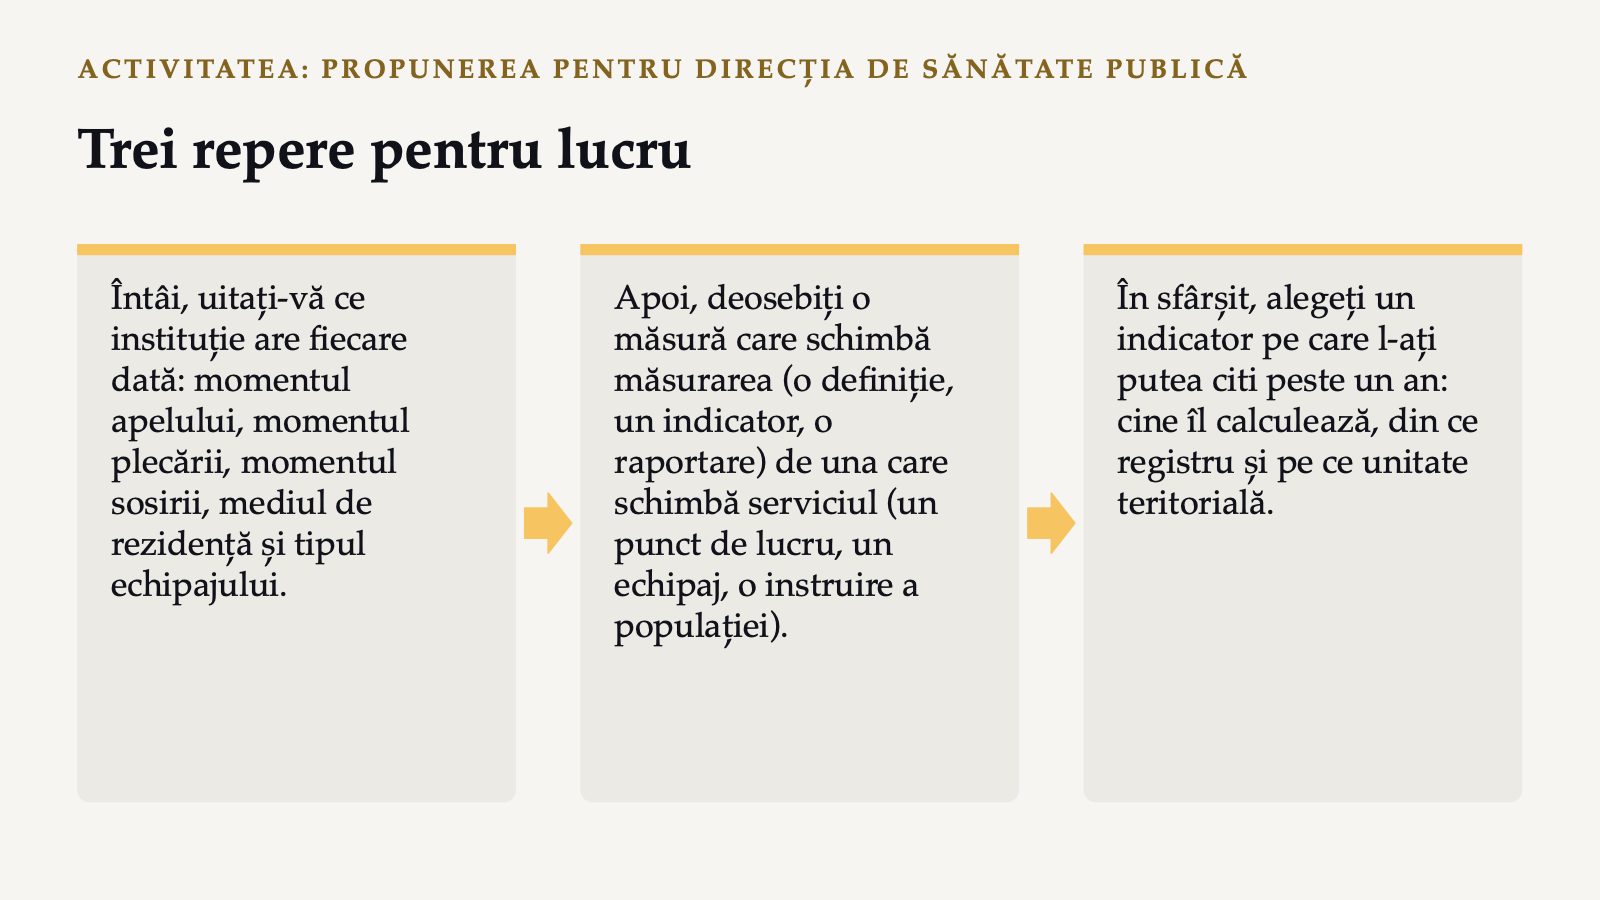 ACTIVITATEA: PROPUNEREA PENTRU DIRECȚIA DE SĂNĂTATE PUBLICĂ
Trei repere pentru lucru
Întâi, uitați-vă ce
instituție are fiecare
dată: momentul
apelului, momentul
plecării, momentul
sosirii, mediul de
rezidență și tipul
echipajului.
Apoi, deosebiți o
măsură care schimbă
măsurarea (o definiție,
un indicator, o
raportare) de una care
schimbă serviciul (un
punct de lucru, un
echipaj, o instruire a
populației).
În sfârșit, alegeți un
indicator pe care l-ați
putea citi peste un an:
cine îl calculează, din ce
registru și pe ce unitate
teritorială.